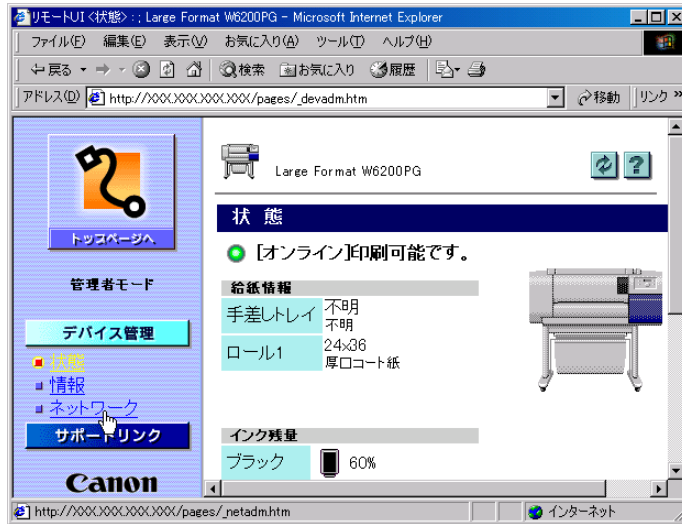 リモートUI <状態> : ; Large Format W6200PG - Microsoft Internet Explorer
ファイル(F) 編集(E) 表示(V) お気に入り(A) ツール(T) ヘルプ(H)
戻る 検索 お気に入り 履歴
アドレス(D) http://XXX.XXX.XXX.XXX/pages/_devadm.htm 移動 リンク »
Large Format W6200PG
?
トップページへ
管理者モード
デバイス管理
状態
情報
ネットワーク
サポートリンク
Canon
状態
[オンライン]印刷可能です。
給紙情報
手差しトレイ 不明
不明
ロール1 24x36
厚口コート紙
インク残量
ブラック 60%
http://XXX.XXX.XXX.XXX/pages/_netadm.htm インターネット